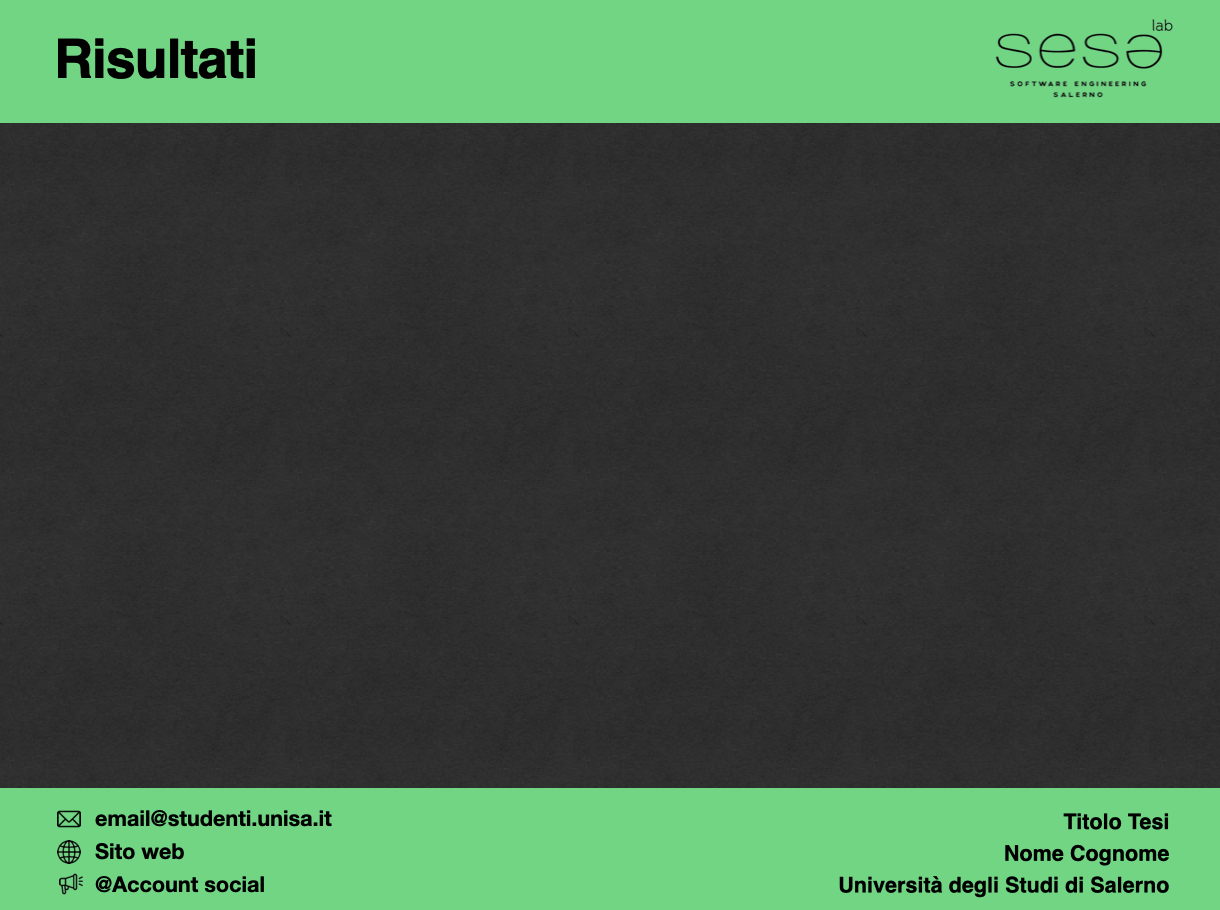 Risultati
lab
sesa
SOFTWARE ENGINEERING
SALERNO
email@studenti.unisa.it
Sito web
@Account social
Titolo Tesi
Nome Cognome
Università degli Studi di Salerno